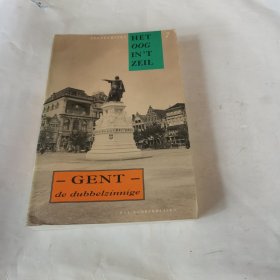 HET
OOG
IN 'T
ZEIL
– GENT –
de dubbelzinnige